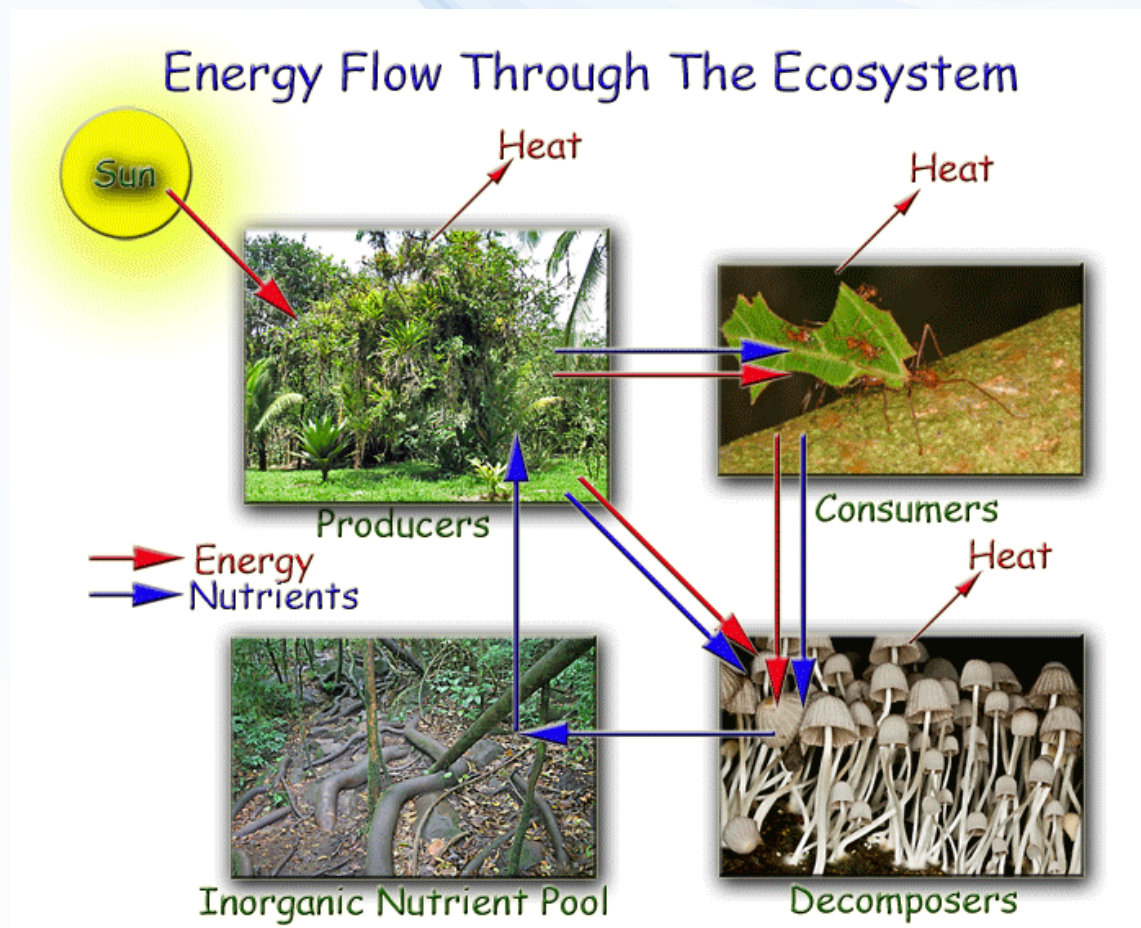 Energy Flow Through The Ecosystem
Sun
Heat
Heat
Producers
Consumers
Energy
Nutrients
Heat
Inorganic Nutrient Pool
Decomposers